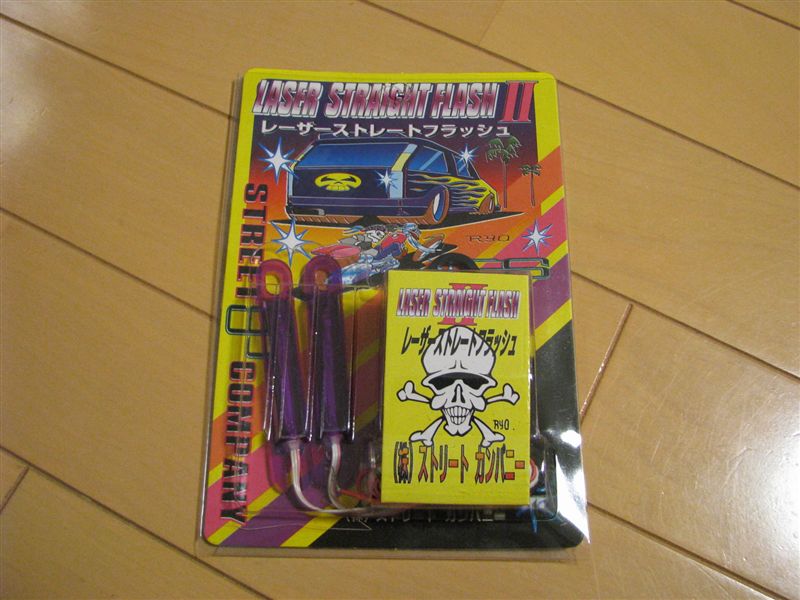 LASER STRAIGHT FLASH II
レーザーストレートフラッシュ
STREET
COMPANY
RYO
LASER STRAIGHT FLASH
II
レーザーストレートフラッシュ
RYO.
(株) ストリート カンパニー